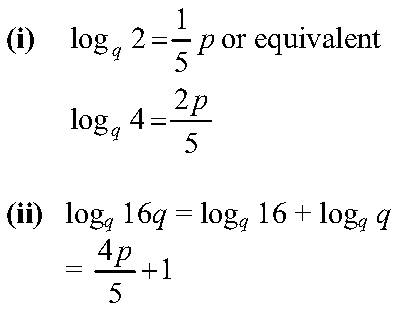 (i) log_q 2 = 1/5 p or equivalent
log_q 4 = 2p/5
(ii) log_q 16q = log_q 16 + log_q q
= 4p/5 + 1